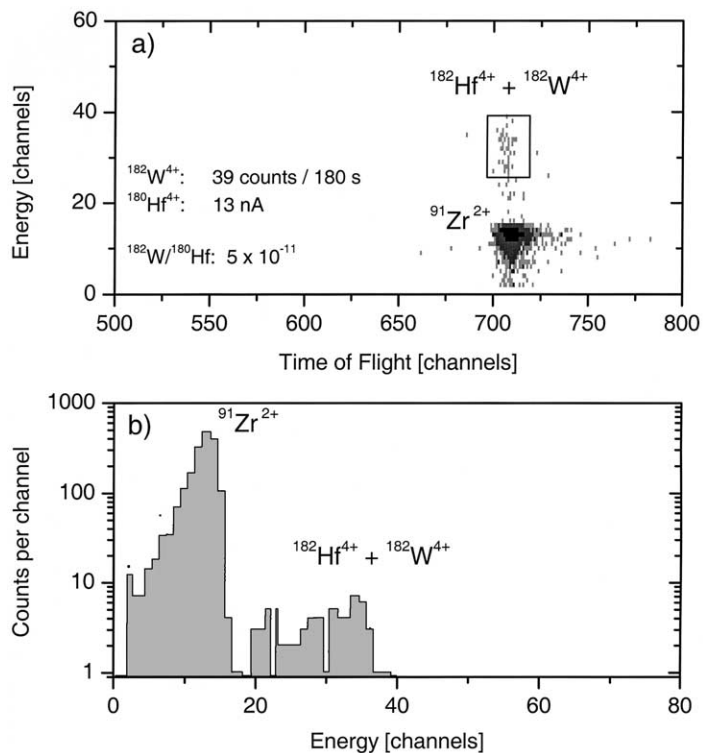 a)
60
40
20
0
Energy [channels]
¹⁸²Hf⁴⁺ + ¹⁸²W⁴⁺
¹⁸²W⁴⁺: 39 counts / 180 s
¹⁸⁰Hf⁴⁺: 13 nA
¹⁸²W/¹⁸⁰Hf: 5 x 10⁻¹¹
⁹¹Zr²⁺
500 550 600 650 700 750 800
Time of Flight [channels]
b)
1000
100
10
1
Counts per channel
⁹¹Zr²⁺
¹⁸²Hf⁴⁺ + ¹⁸²W⁴⁺
0 20 40 60 80
Energy [channels]